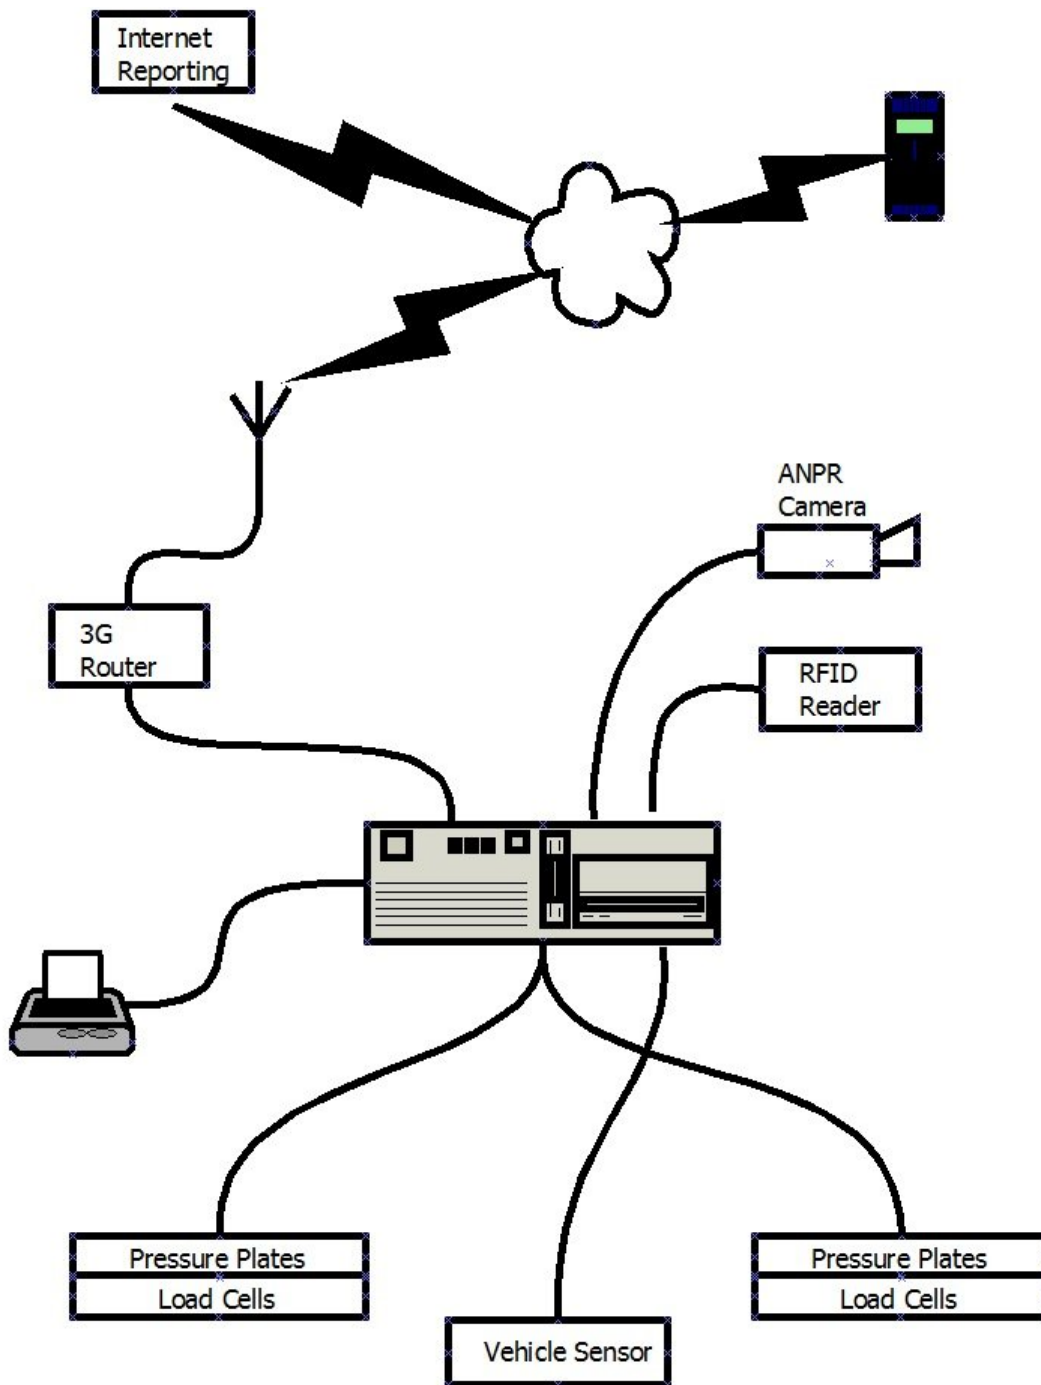 Internet
Reporting
ANPR
Camera
3G
Router
RFID
Reader
Pressure Plates
Load Cells
Pressure Plates
Load Cells
Vehicle Sensor